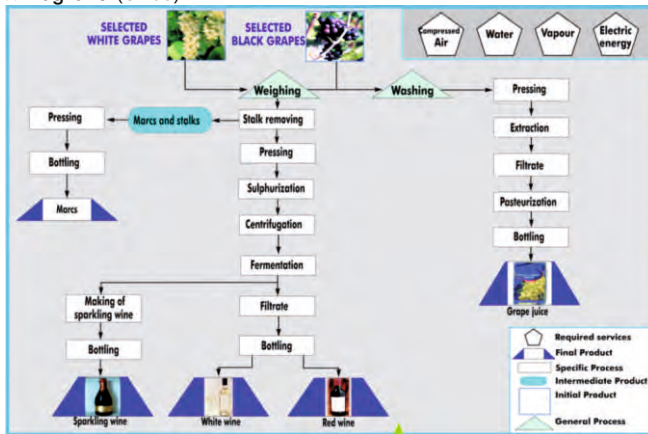 SELECTED
WHITE GRAPES
SELECTED
BLACK GRAPES
Compressed
Air
Water
Vapour
Electric
energy
Weighing
Washing
Pressing
Marcs and stalks
Stalk removing
Pressing
Extraction
Bottling
Pressing
Filtrate
Marcs
Sulphurization
Pasteurization
Centrifugation
Bottling
Fermentation
Grape juice
Making of
sparkling wine
Filtrate
Bottling
Bottling
Sparkling wine
White wine
Red wine
Required services
Final Product
Specific Process
Intermediate Product
Initial Product
General Process